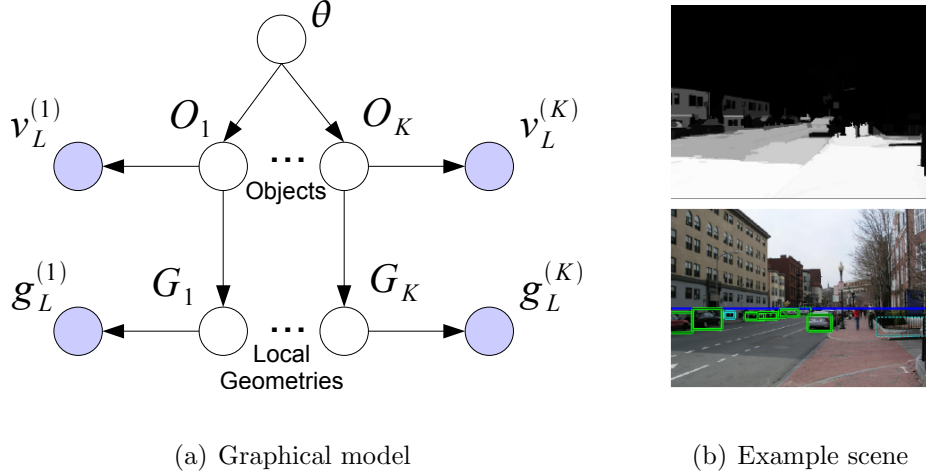 θ
v_L^(1) O_1 O_K v_L^(K)
...
Objects
g_L^(1) G_1 G_K g_L^(K)
...
Local
Geometries
(a) Graphical model
(b) Example scene